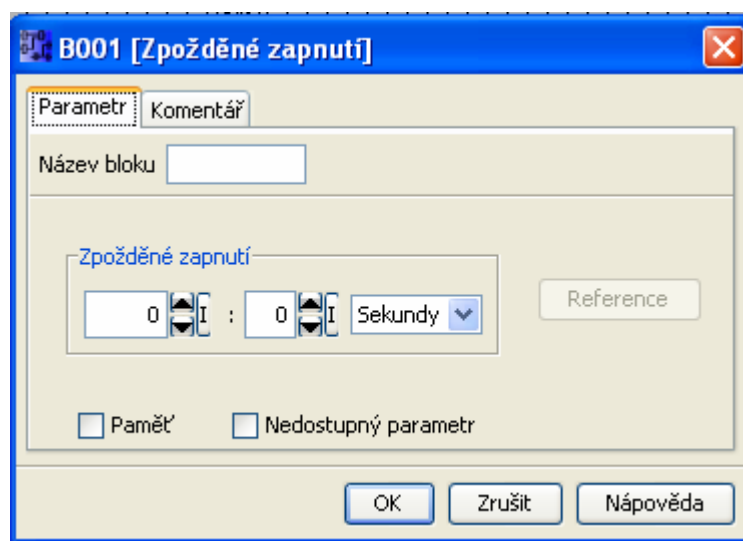 B001 [Zpožděné zapnutí]
Parametr Komentář
Název bloku
Zpožděné zapnutí
0 : 0 Sekundy
Reference
Paměť Nedostupný parametr
OK Zrušit Nápověda